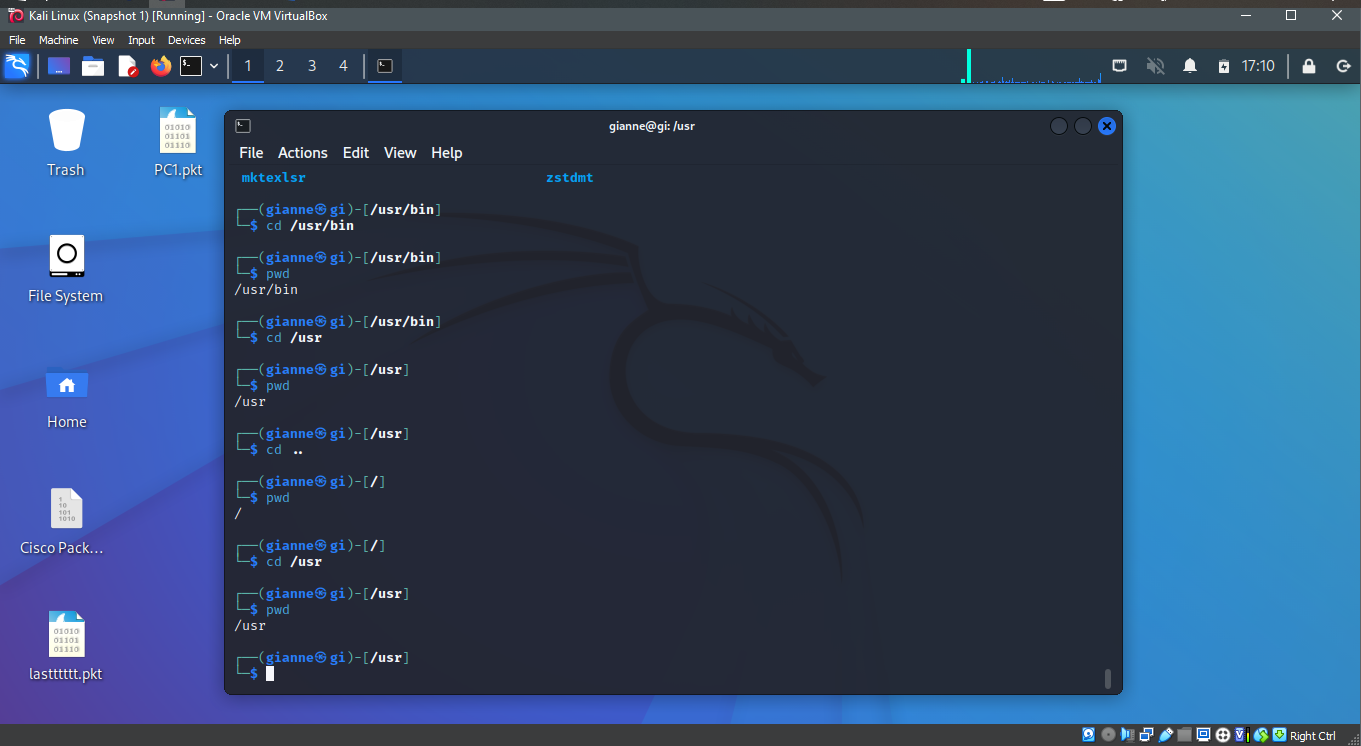 Kali Linux (Snapshot 1) [Running] - Oracle VM VirtualBox
File Machine View Input Devices Help
1 2 3 4 17:10
Trash
PC1.pkt
File System
Home
Cisco Pack...
lastttttt.pkt
gianne@gi: /usr
File Actions Edit View Help
mktexlsr zstdmt
┌──(gianne㉿gi)-[/usr/bin]
└─$ cd /usr/bin
┌──(gianne㉿gi)-[/usr/bin]
└─$ pwd
/usr/bin
┌──(gianne㉿gi)-[/usr/bin]
└─$ cd /usr
┌──(gianne㉿gi)-[/usr]
└─$ pwd
/usr
┌──(gianne㉿gi)-[/usr]
└─$ cd ..
┌──(gianne㉿gi)-[/]
└─$ pwd
/
┌──(gianne㉿gi)-[/]
└─$ cd /usr
┌──(gianne㉿gi)-[/usr]
└─$ pwd
/usr
┌──(gianne㉿gi)-[/usr]
└─$
Right Ctrl